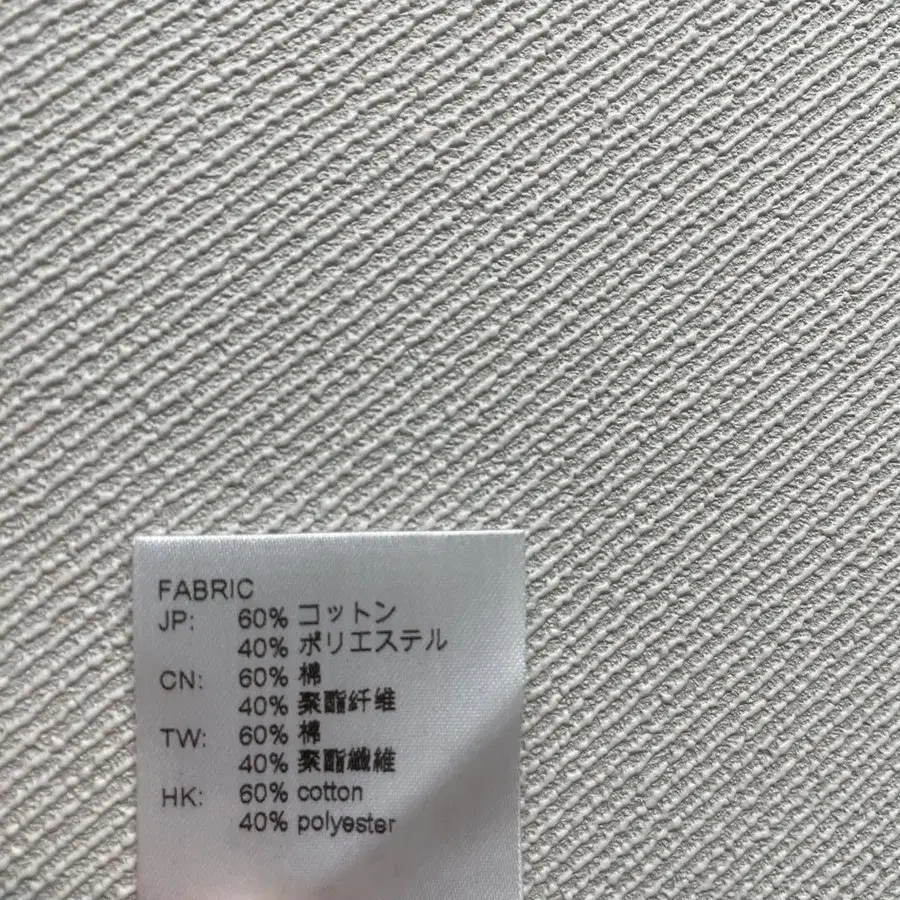 FABRIC
JP: 60% コットン
40% ポリエステル
CN: 60% 棉
40% 聚酯纤维
TW: 60% 棉
40% 聚酯纖維
HK: 60% cotton
40% polyester